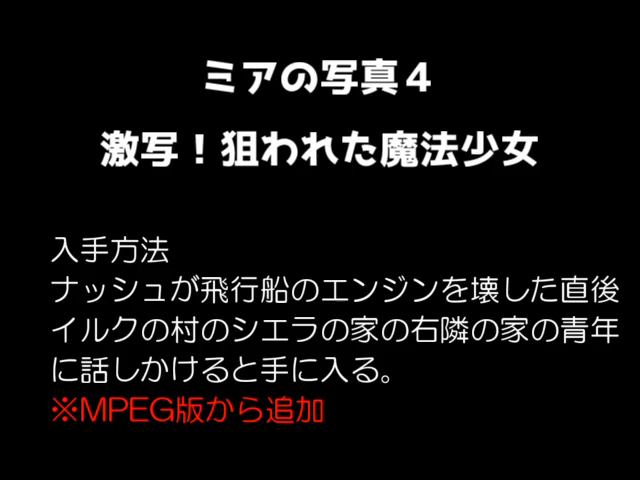 ミアの写真４
激写！狙われた魔法少女
入手方法
ナッシュが飛行船のエンジンを壊した直後
イルクの村のシエラの家の右隣の家の青年
に話しかけると手に入る。
※MPEG版から追加